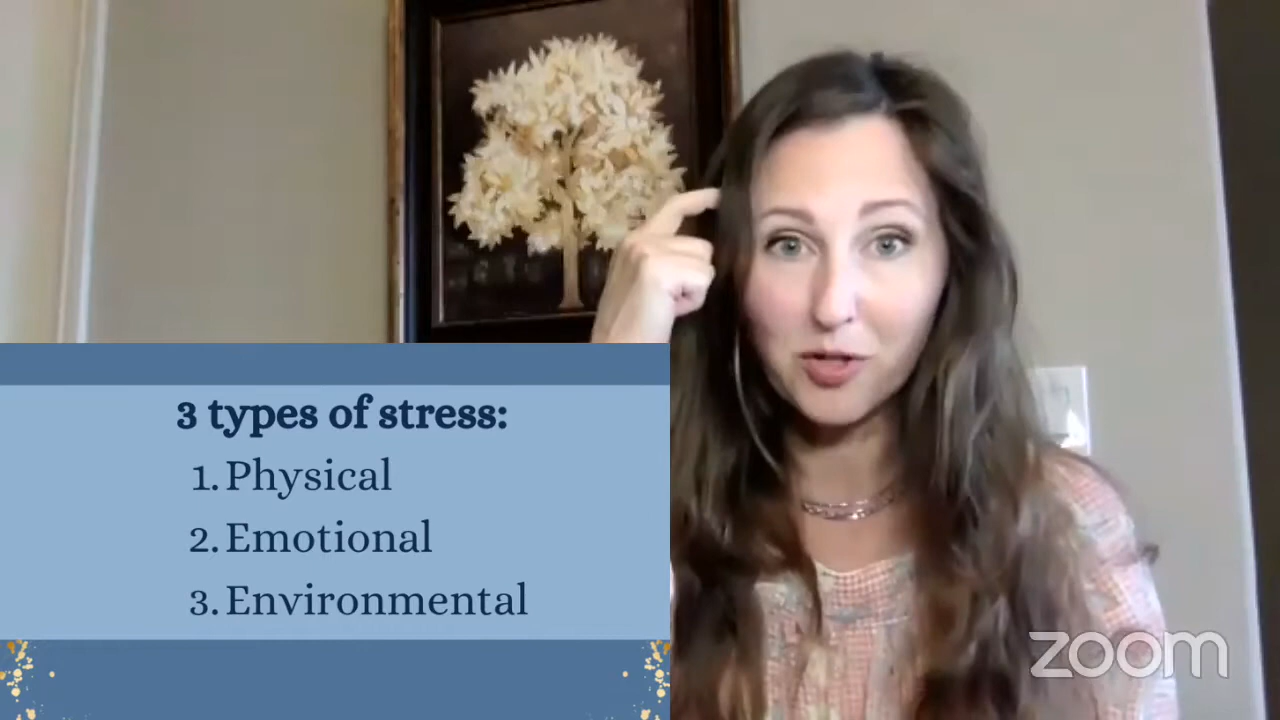 3 types of stress:
1. Physical
2. Emotional
3. Environmental
zoom